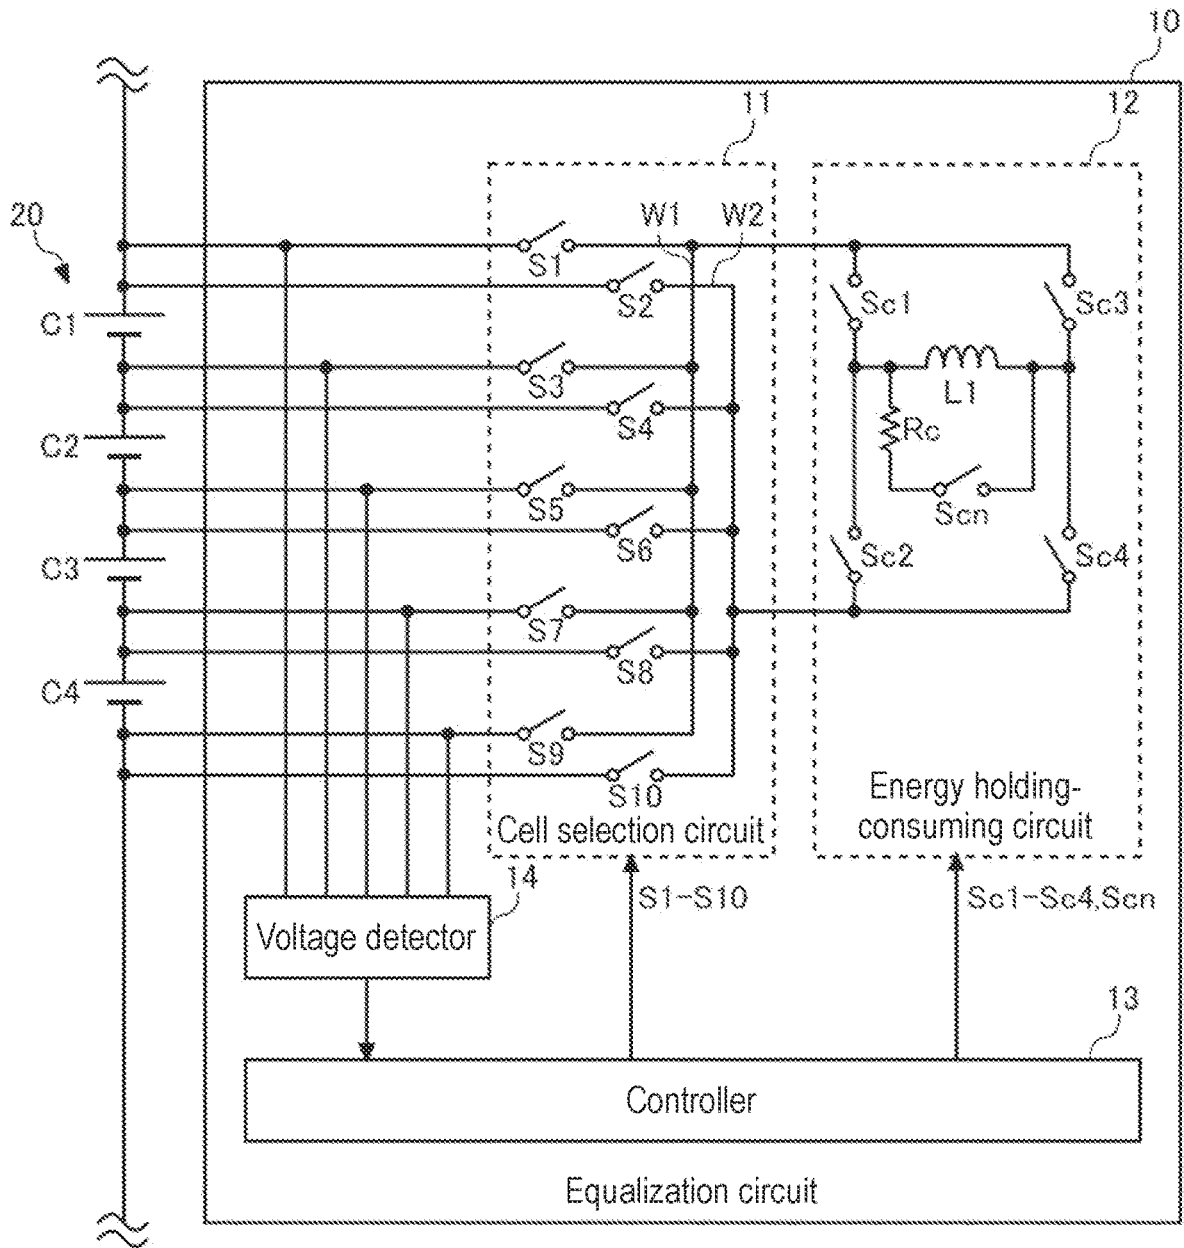 10
11
12
20
W1
W2
S1
S2
Sc1
Sc3
C1
S3
L1
S4
Rc
C2
S5
Scn
S6
Sc2
Sc4
C3
S7
S8
C4
S9
S10
Energy holding-
consuming circuit
Cell selection circuit
14
S1-S10
Sc1-Sc4,Scn
Voltage detector
13
Controller
Equalization circuit